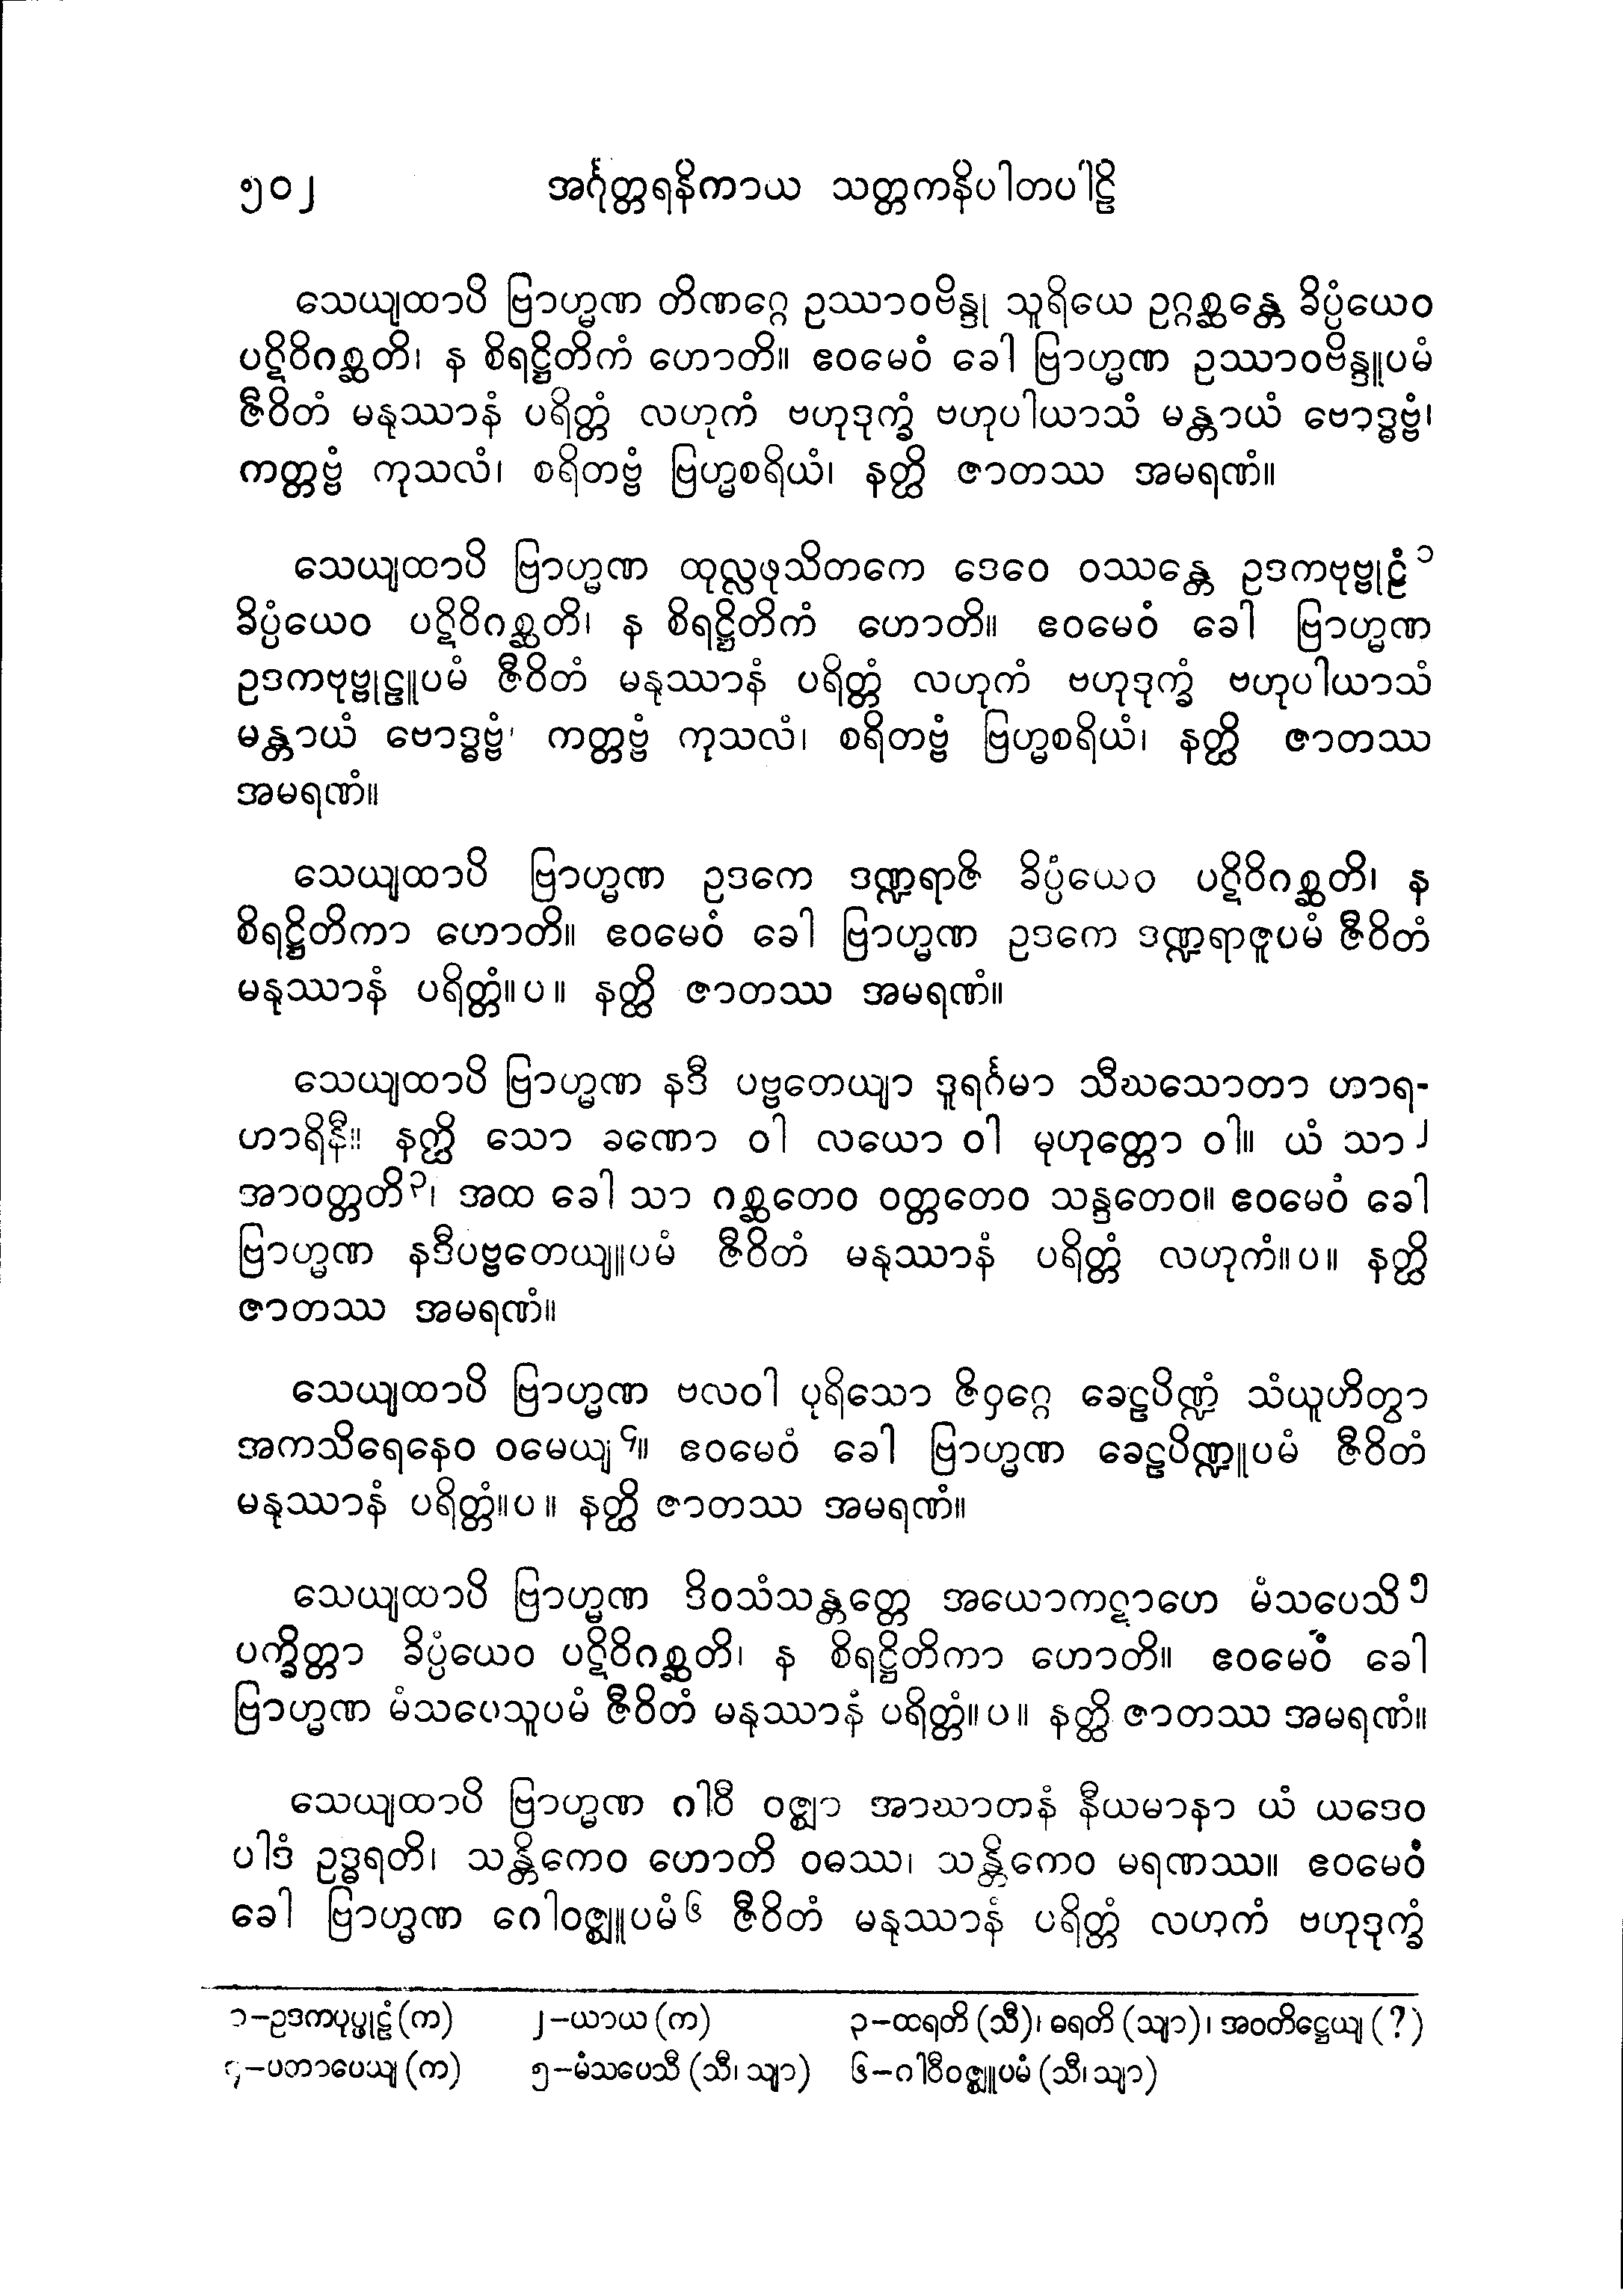 ၅၀၂ အင်္ဂုတ္တရနိကာယ သတ္တကနိပါတပါဠိ
သေယျထာပိ ဗြာဟ္မဏ တိဏဂ္ဂေ ဥဿာဝဗိန္ဒု သူရိယေ ဥဂ္ဂစ္ဆန္တေ ခိပ္ပံယေဝ
ပဋိဝိဂစ္ဆတိ၊ န စိရဋ္ဌိတိကံ ဟောတိ။ ဧဝမေဝံ ခေါ ဗြာဟ္မဏ ဥဿာဝဗိန္ဒူပမံ
ဇီဝိတံ မနုဿာနံ ပရိတ္တံ လဟုကံ ဗဟုဒုက္ခံ ဗဟုပါယာသံ မန္တာယံ ဗောဒ္ဓဗ္ဗံ၊
ကတ္တဗ္ဗံ ကုသလံ၊ စရိတဗ္ဗံ ဗြဟ္မစရိယံ၊ နတ္ထိ ဇာတဿ အမရဏံ။
သေယျထာပိ ဗြာဟ္မဏ ထုလ္လဖုသိတကေ ဒေဝေ ဝဿန္တေ ဥဒကဗုဗ္ဗုဠံ၁
ခိပ္ပံယေဝ ပဋိဝိဂစ္ဆတိ၊ န စိရဋ္ဌိတိကံ ဟောတိ။ ဧဝမေဝံ ခေါ ဗြာဟ္မဏ
ဥဒကဗုဗ္ဗုဠူပမံ ဇီဝိတံ မနုဿာနံ ပရိတ္တံ လဟုကံ ဗဟုဒုက္ခံ ဗဟုပါယာသံ
မန္တာယံ ဗောဒ္ဓဗ္ဗံ၊ ကတ္တဗ္ဗံ ကုသလံ၊ စရိတဗ္ဗံ ဗြဟ္မစရိယံ၊ နတ္ထိ ဇာတဿ
အမရဏံ။
သေယျထာပိ ဗြာဟ္မဏ ဥဒကေ ဒဏ္ဍရာဇိ ခိပ္ပံယေဝ ပဋိဝိဂစ္ဆတိ၊ န
စိရဋ္ဌိတိကာ ဟောတိ။ ဧဝမေဝံ ခေါ ဗြာဟ္မဏ ဥဒကေ ဒဏ္ဍရာဇူပမံ ဇီဝိတံ
မနုဿာနံ ပရိတ္တံ။ပ။ နတ္ထိ ဇာတဿ အမရဏံ။
သေယျထာပိ ဗြာဟ္မဏ နဒီ ပဗ္ဗတေယျာ ဒူရင်္ဂမာ သီဃသောတာ ဟာရ-
ဟာရိနီ။ နတ္ထိ သော ခဏော ဝါ လယော ဝါ မုဟုတ္တော ဝါ။ ယံ သာ၂
အာဝတ္တတိ၃၊ အထ ခေါ သာ ဂစ္ဆတေဝ ဝတ္တတေဝ သန္ဒတေဝ။ ဧဝမေဝံ ခေါ
ဗြာဟ္မဏ နဒီပဗ္ဗတေယျူပမံ ဇီဝိတံ မနုဿာနံ ပရိတ္တံ လဟုကံ။ပ။ နတ္ထိ
ဇာတဿ အမရဏံ။
သေယျထာပိ ဗြာဟ္မဏ ဗလဝါ ပုရိသော ဇိဝှဂ္ဂေ ခေဠပိဏ္ဍံ သံယူဟိတွာ
အကသိရေနေဝ ဝမေယျ၄။ ဧဝမေဝံ ခေါ ဗြာဟ္မဏ ခေဠပိဏ္ဍူပမံ ဇီဝိတံ
မနုဿာနံ ပရိတ္တံ။ပ။ နတ္ထိ ဇာတဿ အမရဏံ။
သေယျထာပိ ဗြာဟ္မဏ ဒိဝသံသန္တတ္တေ အယောကဋာဟေ မံသပေသိ၅
ပက္ခိတ္တာ ခိပ္ပံယေဝ ပဋိဝိဂစ္ဆတိ၊ န စိရဋ္ဌိတိကာ ဟောတိ။ ဧဝမေဝံ ခေါ
ဗြာဟ္မဏ မံသပေသူပမံ ဇီဝိတံ မနုဿာနံ ပရိတ္တံ။ပ။ နတ္ထိ ဇာတဿ အမရဏံ။
သေယျထာပိ ဗြာဟ္မဏ ဂါဝီ ဝဇ္ဈာ အာဃာတနံ နီယမာနာ ယံ ယဒေဝ
ပါဒံ ဥဒ္ဓရတိ၊ သန္တိကေဝ ဟောတိ ဝဓဿ၊ သန္တိကေဝ မရဏဿ။ ဧဝမေဝံ
ခေါ ဗြာဟ္မဏ ဂေါဝဇ္ဈူပမံ၆ ဇီဝိတံ မနုဿာနံ ပရိတ္တံ လဟုကံ ဗဟုဒုက္ခံ
၁–ဥဒကပုပ္ဖုဠံ (က) ၂–ယာယ (က) ၃–ထရတိ (သီ)၊ ဓရတိ (သျာ)၊ အဝတိဋ္ဌေယျ (?)
၄–ပတာပေယျ (က) ၅–မံသပေသီ (သီ၊ သျာ) ၆–ဂါဝီဝဇ္ဈူပမံ (သီ၊ သျာ)